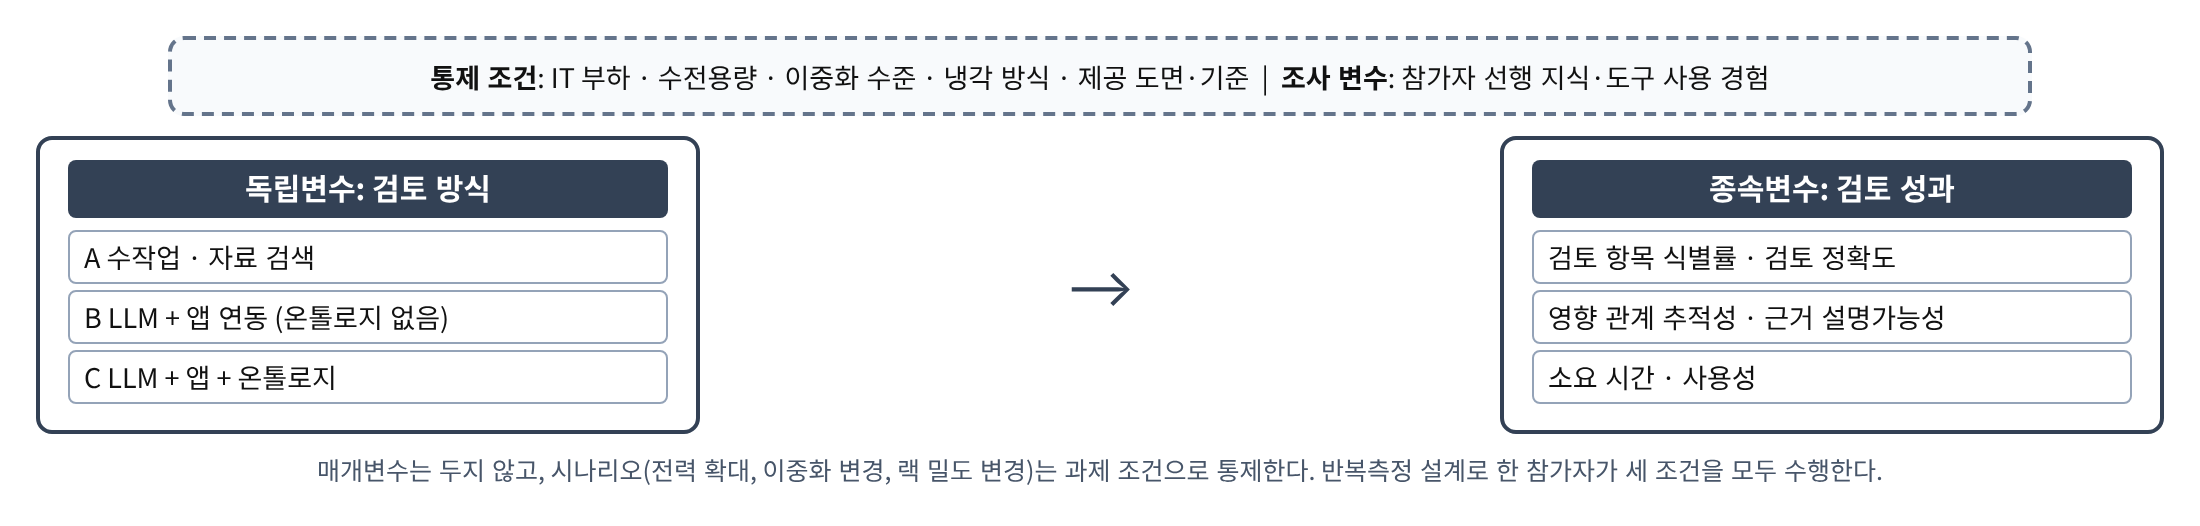 통제 조건: IT 부하 · 수전용량 · 이중화 수준 · 냉각 방식 · 제공 도면·기준 | 조사 변수: 참가자 선행 지식·도구 사용 경험
독립변수: 검토 방식
A 수작업 · 자료 검색
B LLM + 앱 연동 (온톨로지 없음)
C LLM + 앱 + 온톨로지
→
종속변수: 검토 성과
검토 항목 식별률 · 검토 정확도
영향 관계 추적성 · 근거 설명가능성
소요 시간 · 사용성
매개변수는 두지 않고, 시나리오(전력 확대, 이중화 변경, 랙 밀도 변경)는 과제 조건으로 통제한다. 반복측정 설계로 한 참가자가 세 조건을 모두 수행한다.